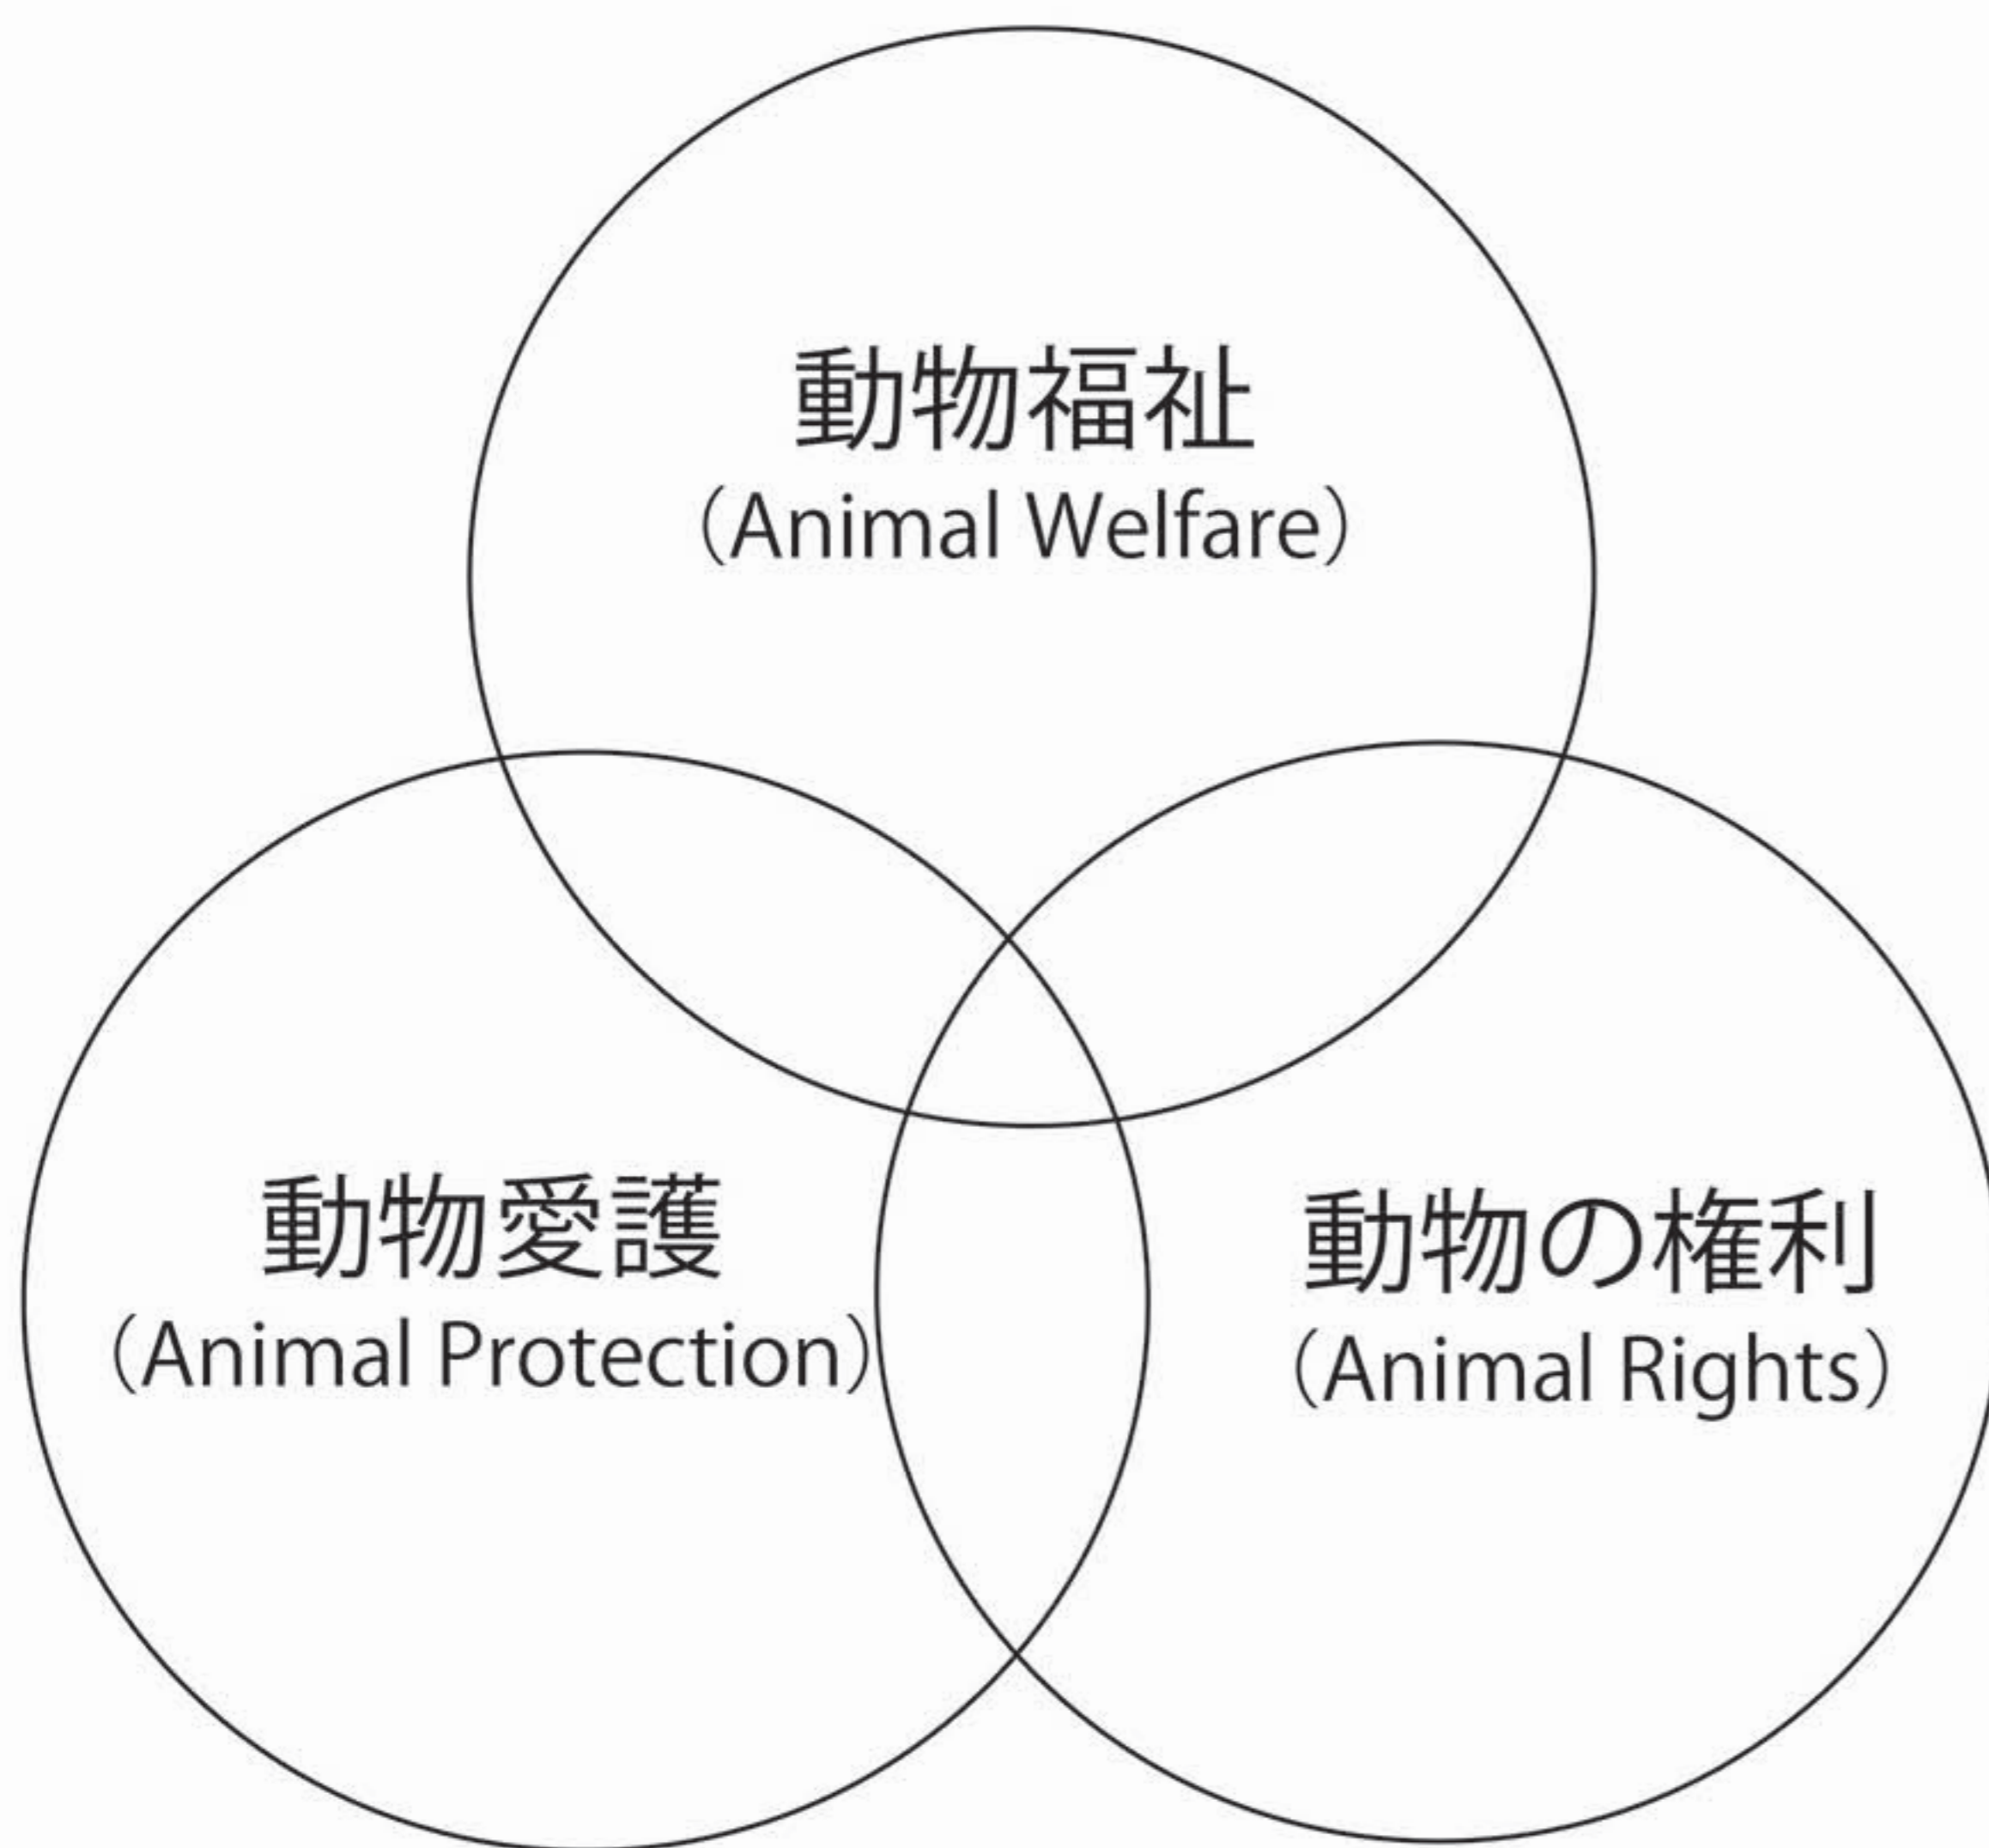 動物福祉
（Animal Welfare）
動物愛護
（Animal Protection）
動物の権利
（Animal Rights）